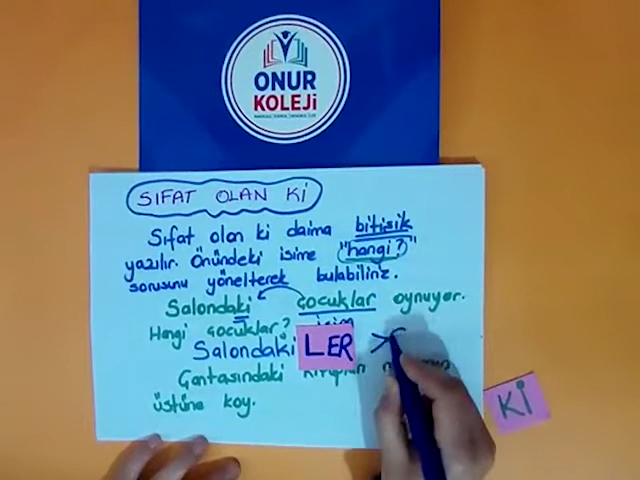 ONUR
KOLEJi
SIFAT OLAN Kİ
Sıfat olan ki daima bitişik
yazılır. Önündeki isime "hangi?"
sorusunu yönelterek bulabiliriz.
Salondaki çocuklar oynuyor.
Hangi çocuklar? isim
Salondaki LER
Çantasındaki
üstüne koy.
Kİ